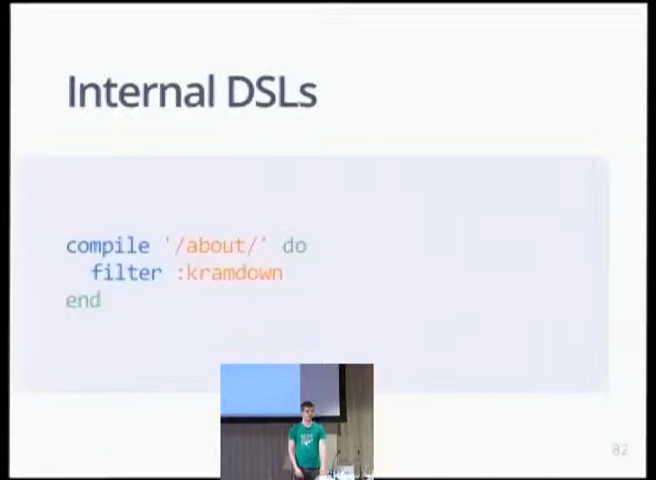 Internal DSLs
compile '/about/' do
filter :kramdown
end
82